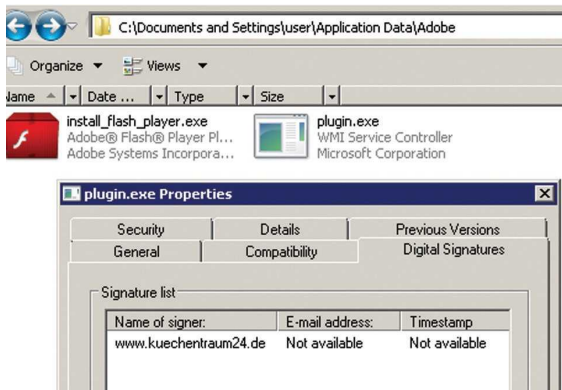 C:\Documents and Settings\user\Application Data\Adobe
Organize Views
Name Date ... Type Size
install_flash_player.exe
Adobe® Flash® Player Pl...
Adobe Systems Incorpora...
plugin.exe
WMI Service Controller
Microsoft Corporation
plugin.exe Properties
Security Details Previous Versions
General Compatibility Digital Signatures
Signature list
Name of signer: E-mail address: Timestamp
www.kuechentraum24.de Not available Not available